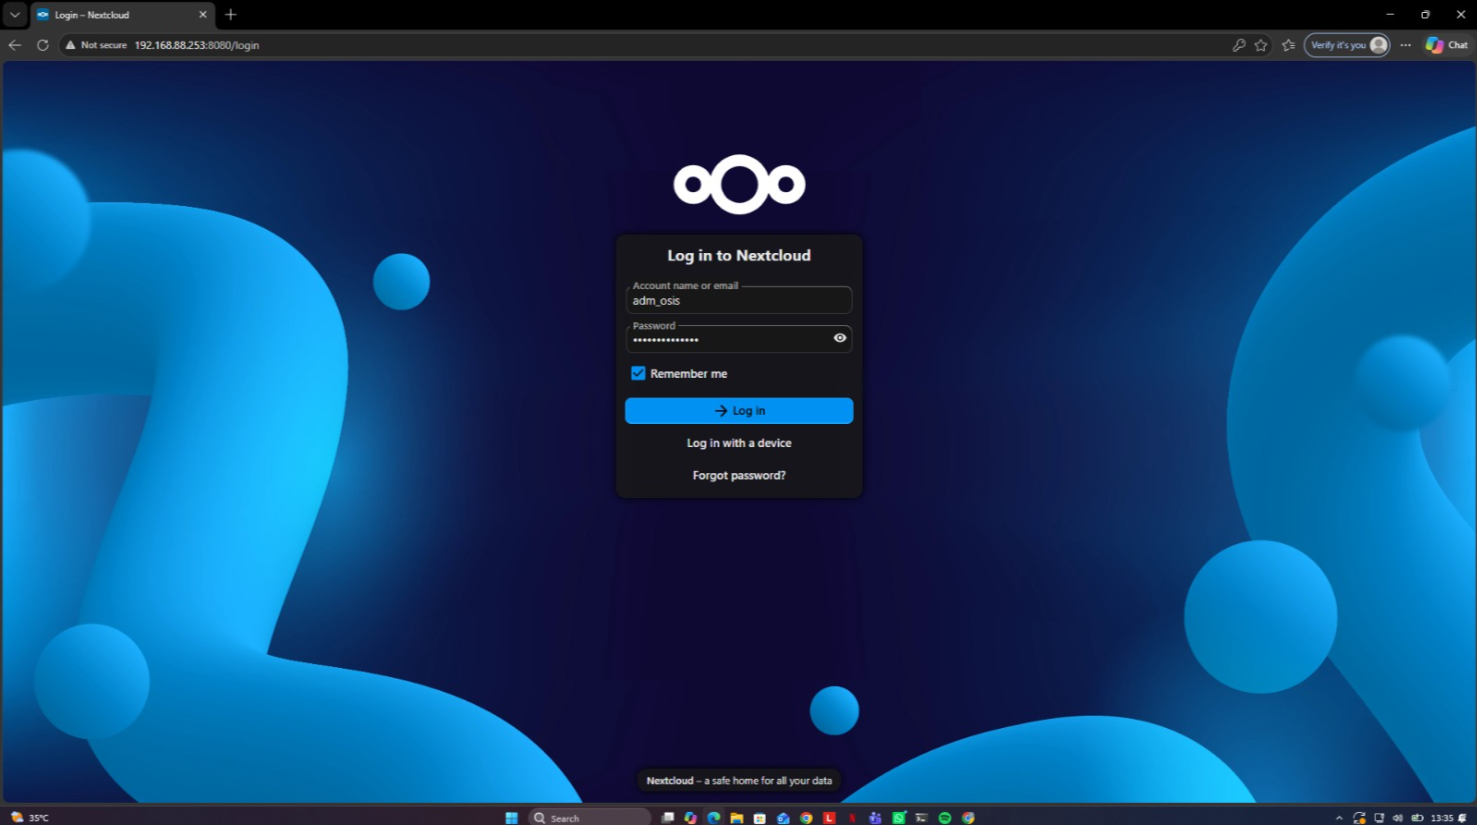 Login – Nextcloud
Not secure 192.168.88.253:8080/login
Verify it's you
Chat
Log in to Nextcloud
Account name or email
adm_osis
Password
••••••••••••••
Remember me
Log in
Log in with a device
Forgot password?
Nextcloud – a safe home for all your data
35°C
Search
13:35